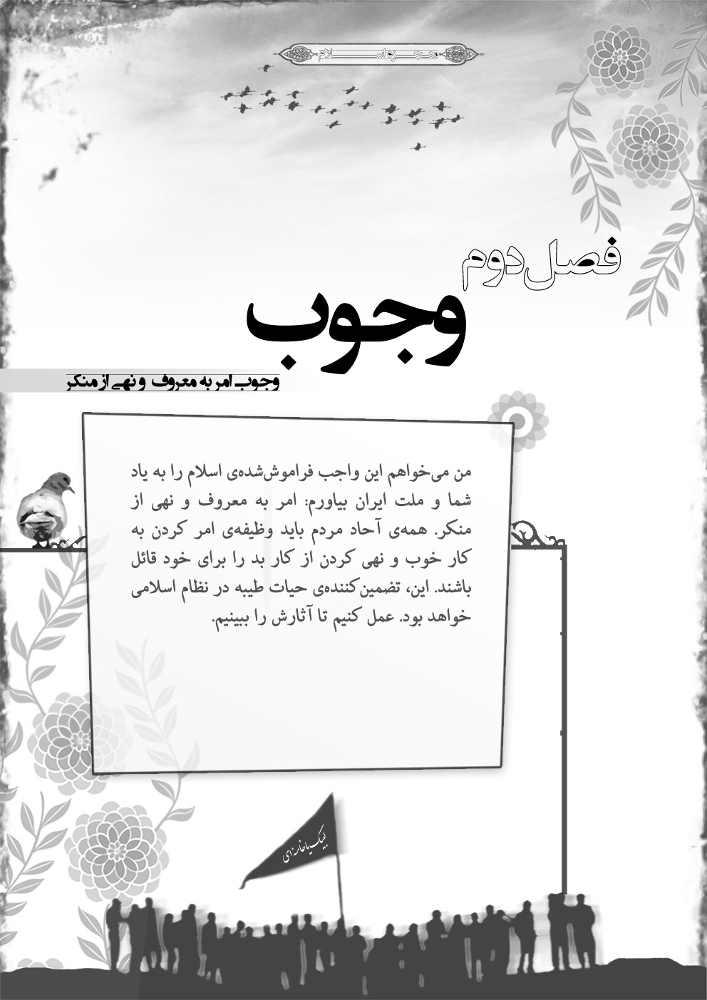 معجزه اسلام
فصل دوم
وجوب
وجوب امر به معروف و نهی از منکر
من می‌خواهم این واجب فراموش‌شده‌ی اسلام را به یاد
شما و ملت ایران بیاورم: امر به معروف و نهی از
منکر. همه‌ی آحاد مردم باید وظیفه‌ی امر کردن به
کار خوب و نهی کردن از کار بد را برای خود قائل
باشند. این، تضمین‌کننده‌ی حیات طیبه در نظام اسلامی
خواهد بود. عمل کنیم تا آثارش را ببینیم.
لبیک یا خامنه‌ای